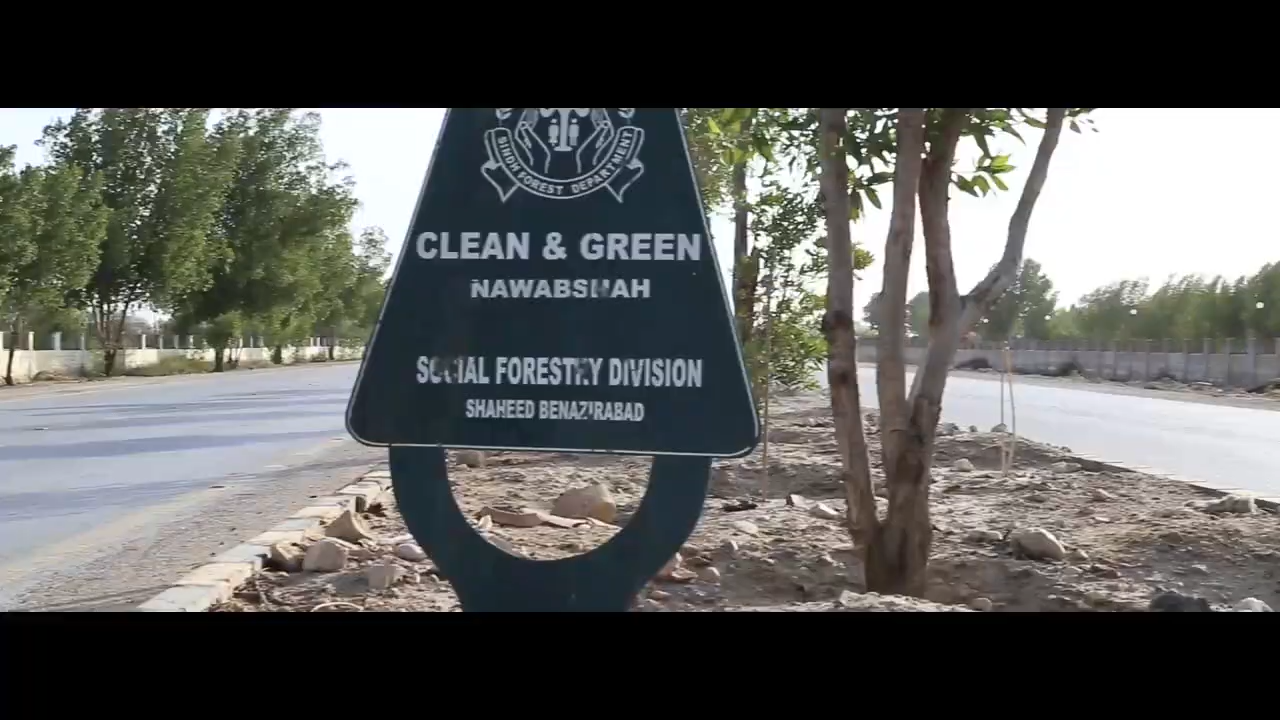 SINDH FOREST DEPARTMENT
CLEAN & GREEN
NAWABSHAH
SOCIAL FORESTRY DIVISION
SHAHEED BENAZIRABAD